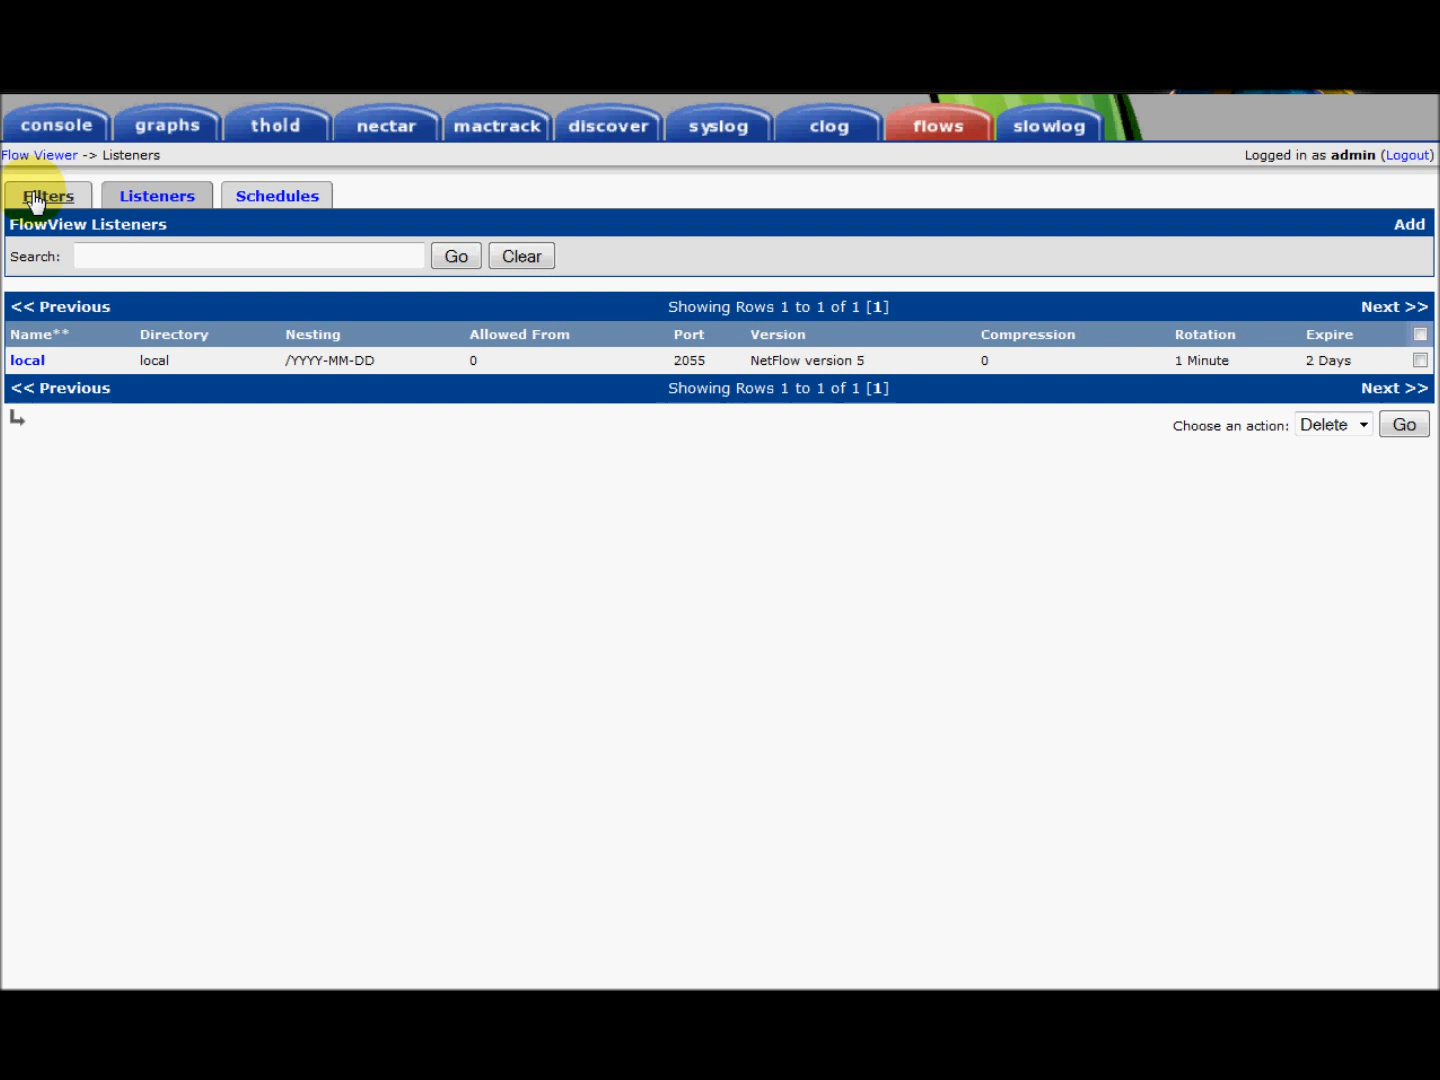 console graphs thold nectar mactrack discover syslog clog flows slowlog
Flow Viewer -> Listeners Logged in as admin (Logout)
Filters Listeners Schedules
FlowView Listeners Add
Search: Go Clear
<< Previous Showing Rows 1 to 1 of 1 [1] Next >>
Name** Directory Nesting Allowed From Port Version Compression Rotation Expire
local local /YYYY-MM-DD 0 2055 NetFlow version 5 0 1 Minute 2 Days
<< Previous Showing Rows 1 to 1 of 1 [1] Next >>
Choose an action: Delete Go